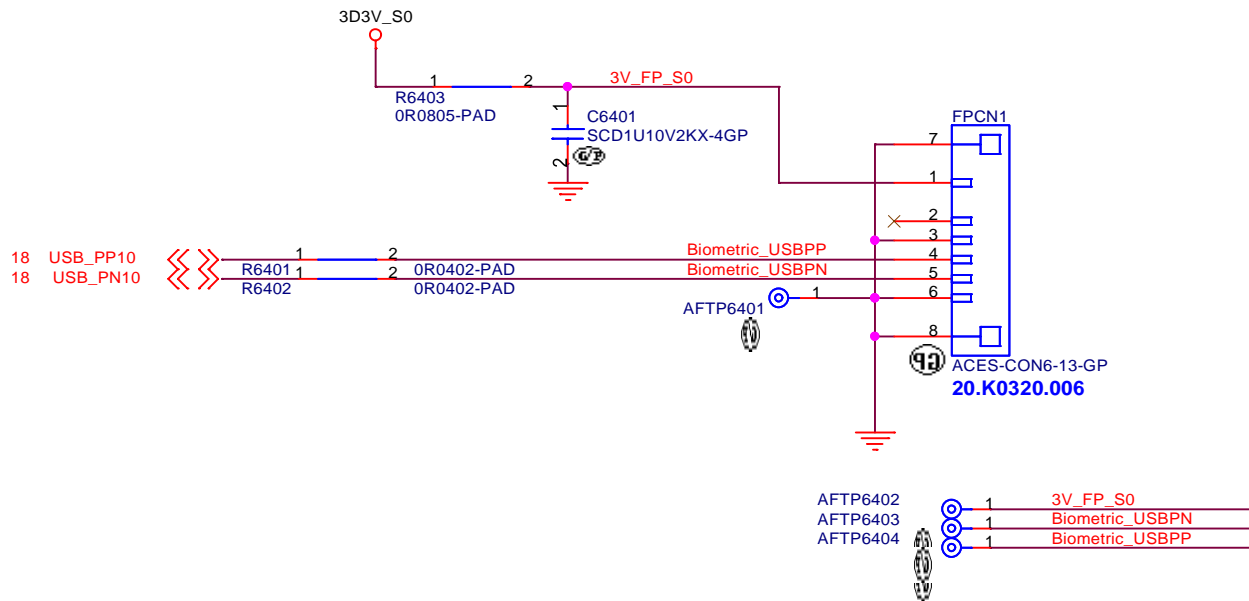 3D3V_S0
1 2 3V_FP_S0
R6403
0R0805-PAD
1 C6401
SCD1U10V2KX-4GP
2
FPCN1
7
1
2
3
18 USB_PP10 1 2 Biometric_USBPP 4
R6401 0R0402-PAD
18 USB_PN10 1 2 Biometric_USBPN 5
R6402 0R0402-PAD
AFTP6401 1 6
8
GP
ACES-CON6-13-GP
20.K0320.006
AFTP6402 1 3V_FP_S0
AFTP6403 1 Biometric_USBPN
AFTP6404 1 Biometric_USBPP